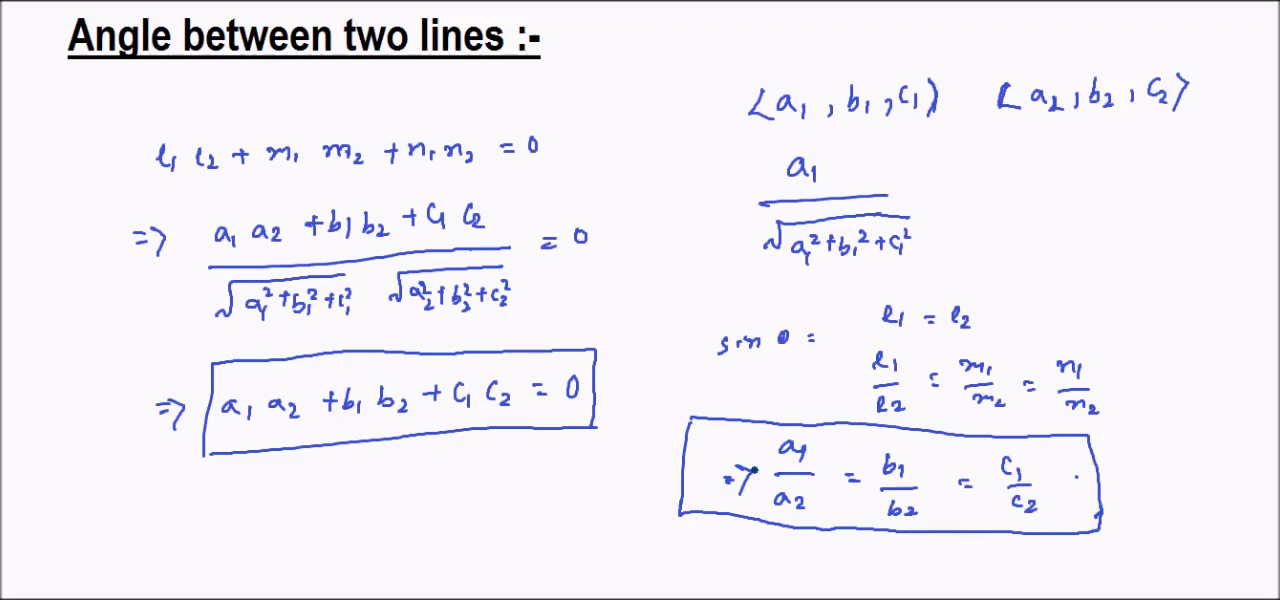 Angle between two lines :-
l₁ l₂ + m₁ m₂ + n₁ n₂ = 0
=> (a₁ a₂ + b₁ b₂ + c₁ c₂) / (√(a₁² + b₁² + c₁²) √(a₂² + b₂² + c₂²)) = 0
=> a₁ a₂ + b₁ b₂ + c₁ c₂ = 0
⟨a₁ , b₁ , c₁⟩ ⟨a₂ , b₂ , c₂⟩
a₁ / √(a₁² + b₁² + c₁²)
sin θ =
l₁ = l₂
l₁/l₂ = m₁/m₂ = n₁/n₂
=> a₁/a₂ = b₁/b₂ = c₁/c₂ .